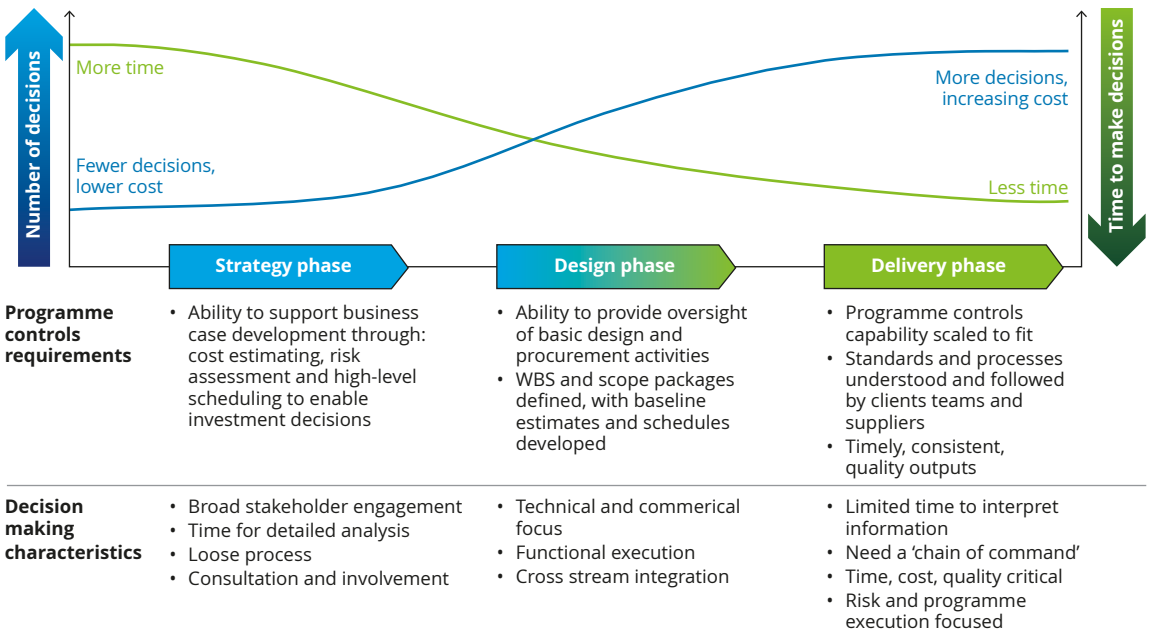 Number of decisions
More time
Fewer decisions,
lower cost
More decisions,
increasing cost
Less time
Time to make decisions
Strategy phase
Design phase
Delivery phase
Programme
controls
requirements
• Ability to support business
case development through:
cost estimating, risk
assessment and high-level
scheduling to enable
investment decisions
• Ability to provide oversight
of basic design and
procurement activities
• WBS and scope packages
defined, with baseline
estimates and schedules
developed
• Programme controls
capability scaled to fit
• Standards and processes
understood and followed
by clients teams and
suppliers
• Timely, consistent,
quality outputs
Decision
making
characteristics
• Broad stakeholder engagement
• Time for detailed analysis
• Loose process
• Consultation and involvement
• Technical and commerical
focus
• Functional execution
• Cross stream integration
• Limited time to interpret
information
• Need a ‘chain of command’
• Time, cost, quality critical
• Risk and programme
execution focused